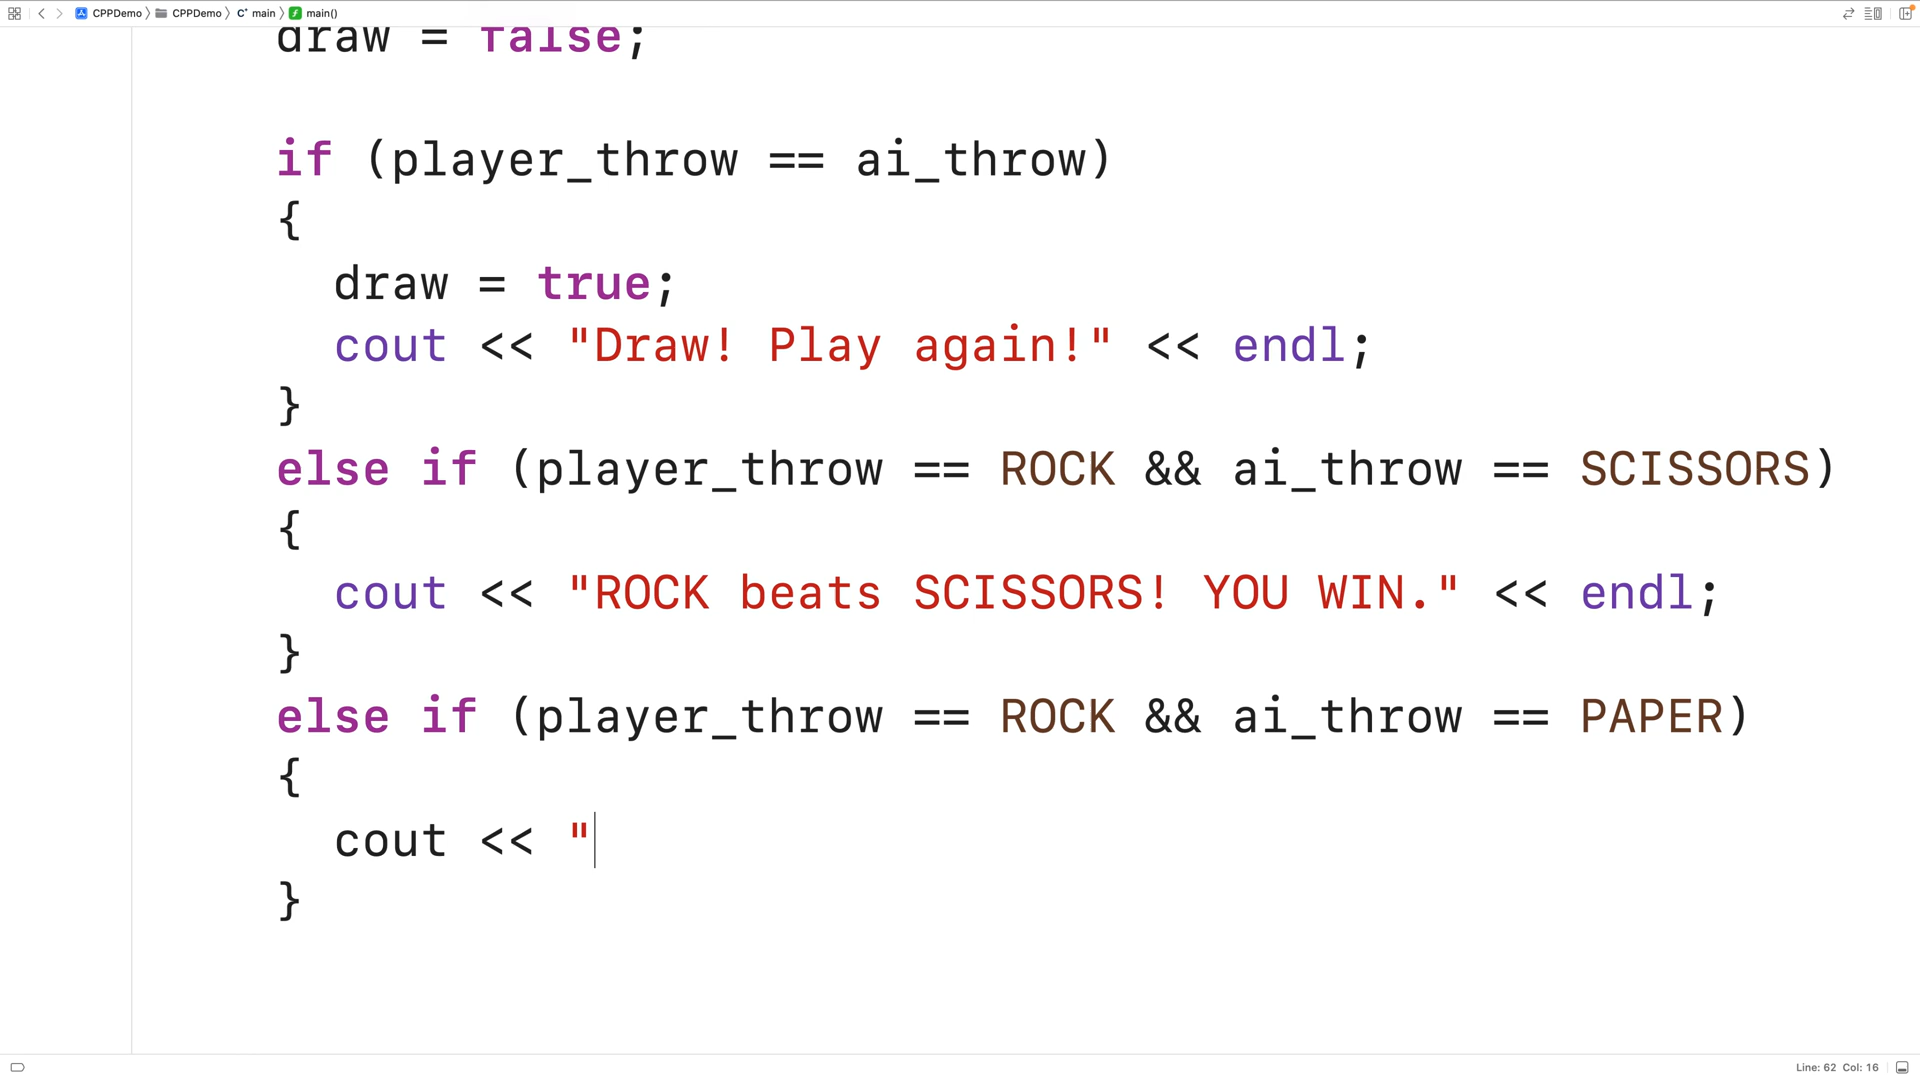 CPPDemo CPPDemo C+ main f main()
draw = false;
if (player_throw == ai_throw)
{
draw = true;
cout << "Draw! Play again!" << endl;
}
else if (player_throw == ROCK && ai_throw == SCISSORS)
{
cout << "ROCK beats SCISSORS! YOU WIN." << endl;
}
else if (player_throw == ROCK && ai_throw == PAPER)
{
cout << "
}
Line: 62 Col: 16